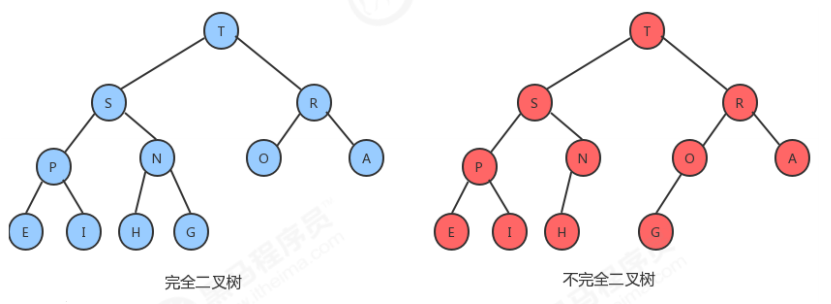 T
S R
P N O A
E I H G
完全二叉树
T
S R
P N O A
E I H G
不完全二叉树
黑马程序员
www.itheima.com